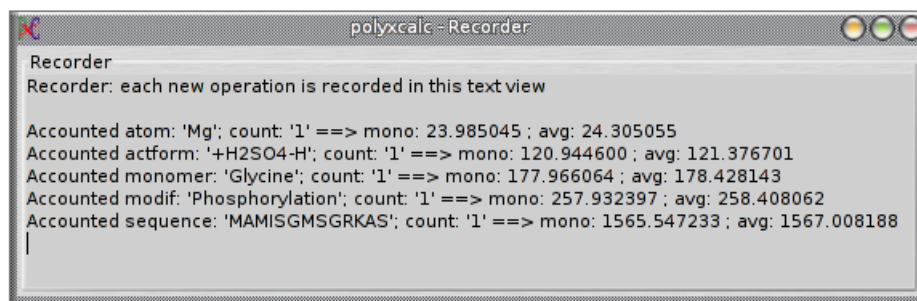 polyxcalc - Recorder
Recorder
Recorder: each new operation is recorded in this text view
Accounted atom: 'Mg'; count: '1' ==> mono: 23.985045 ; avg: 24.305055
Accounted actform: '+H2SO4-H'; count: '1' ==> mono: 120.944600 ; avg: 121.376701
Accounted monomer: 'Glycine'; count: '1' ==> mono: 177.966064 ; avg: 178.428143
Accounted modif: 'Phosphorylation'; count: '1' ==> mono: 257.932397 ; avg: 258.408062
Accounted sequence: 'MAMISGMSGRKAS'; count: '1' ==> mono: 1565.547233 ; avg: 1567.008188